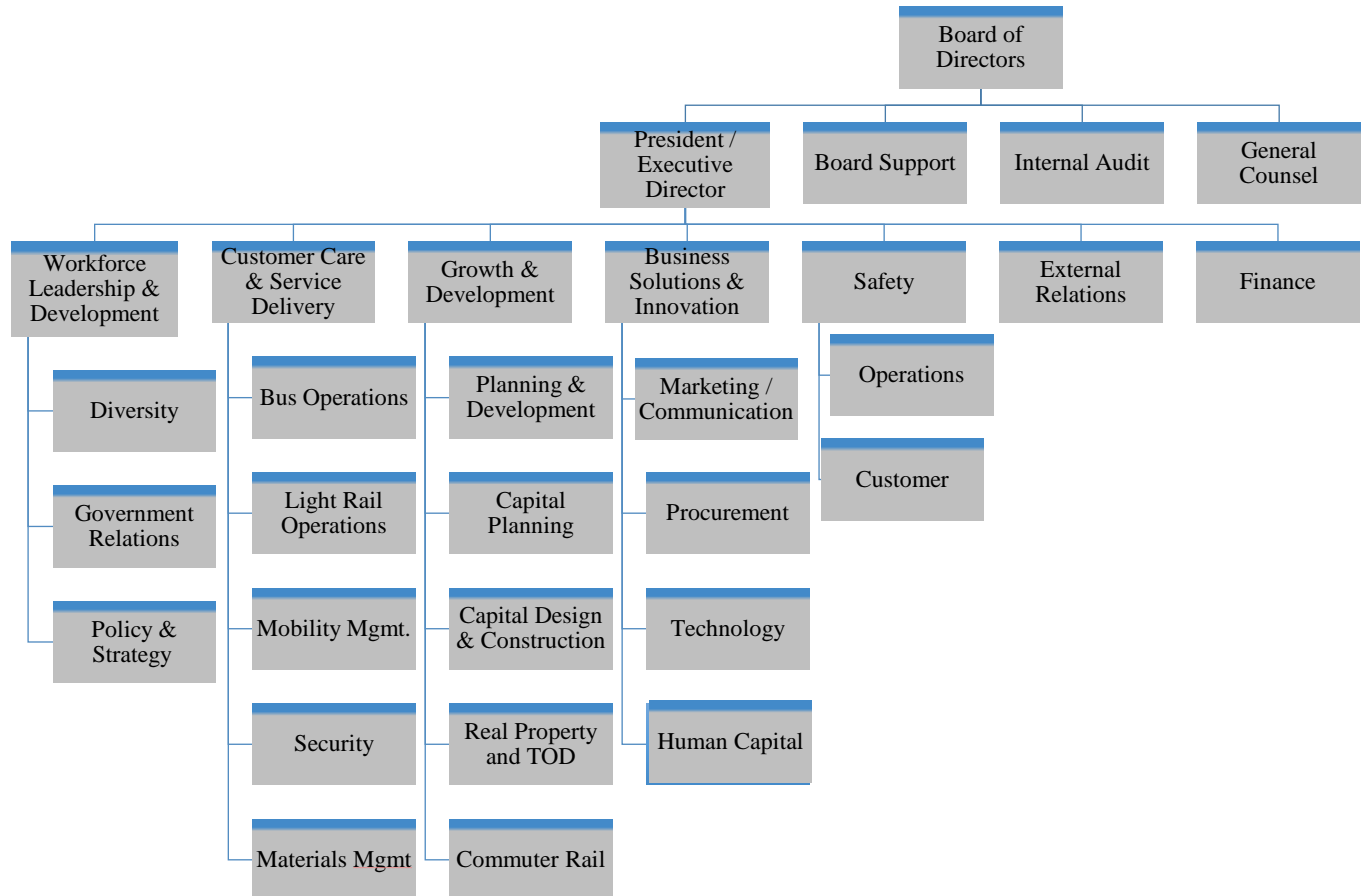 Board of
Directors
President /
Executive
Director
Board Support
Internal Audit
General
Counsel
Workforce
Leadership &
Development
Customer Care
& Service
Delivery
Growth &
Development
Business
Solutions &
Innovation
Safety
External
Relations
Finance
Diversity
Government
Relations
Policy &
Strategy
Bus Operations
Light Rail
Operations
Mobility Mgmt.
Security
Materials Mgmt
Planning &
Development
Capital
Planning
Capital Design
& Construction
Real Property
and TOD
Commuter Rail
Marketing /
Communication
Procurement
Technology
Human Capital
Operations
Customer